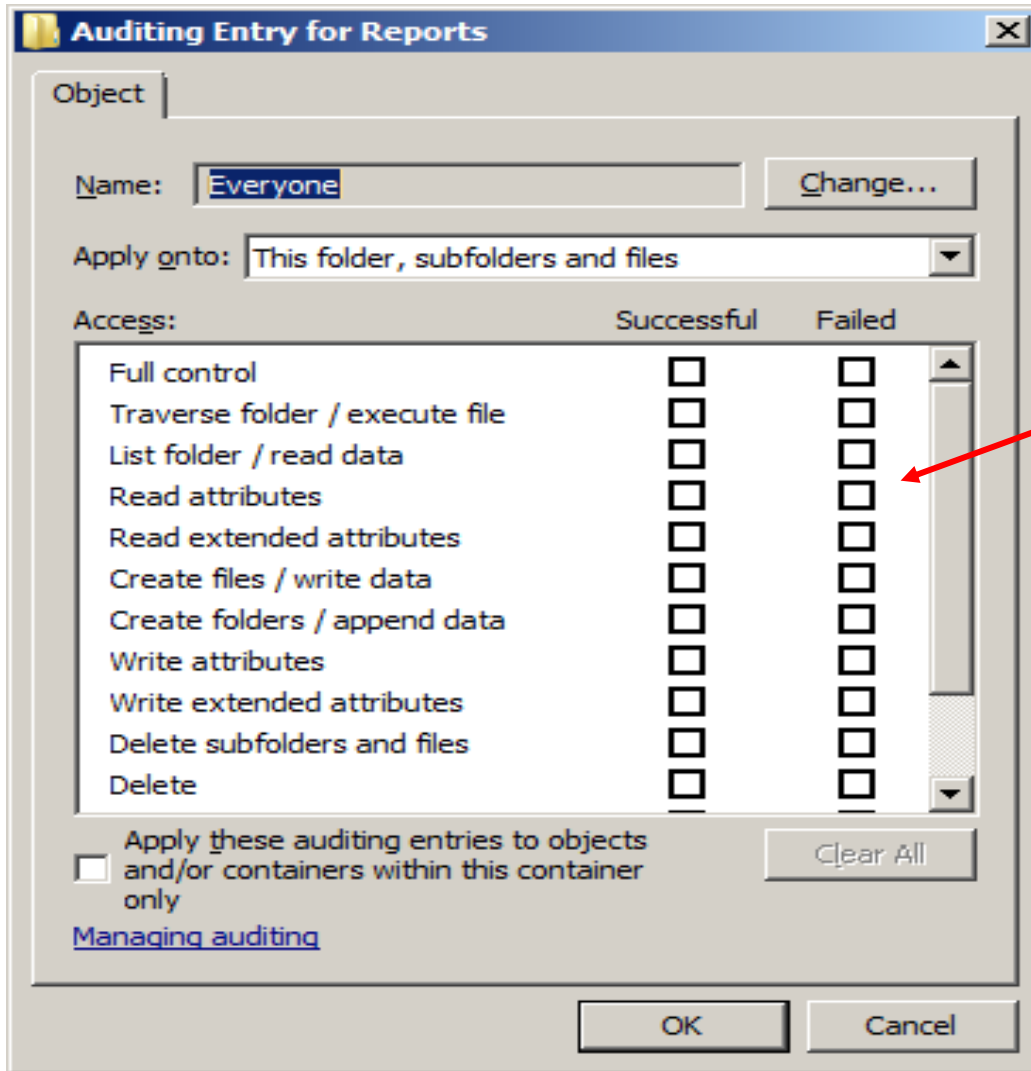 Auditing Entry for Reports
Object
Name: Everyone Change...
Apply onto: This folder, subfolders and files
Access: Successful Failed
Full control
Traverse folder / execute file
List folder / read data
Read attributes
Read extended attributes
Create files / write data
Create folders / append data
Write attributes
Write extended attributes
Delete subfolders and files
Delete
Apply these auditing entries to objects
and/or containers within this container
only
Clear All
Managing auditing
OK Cancel